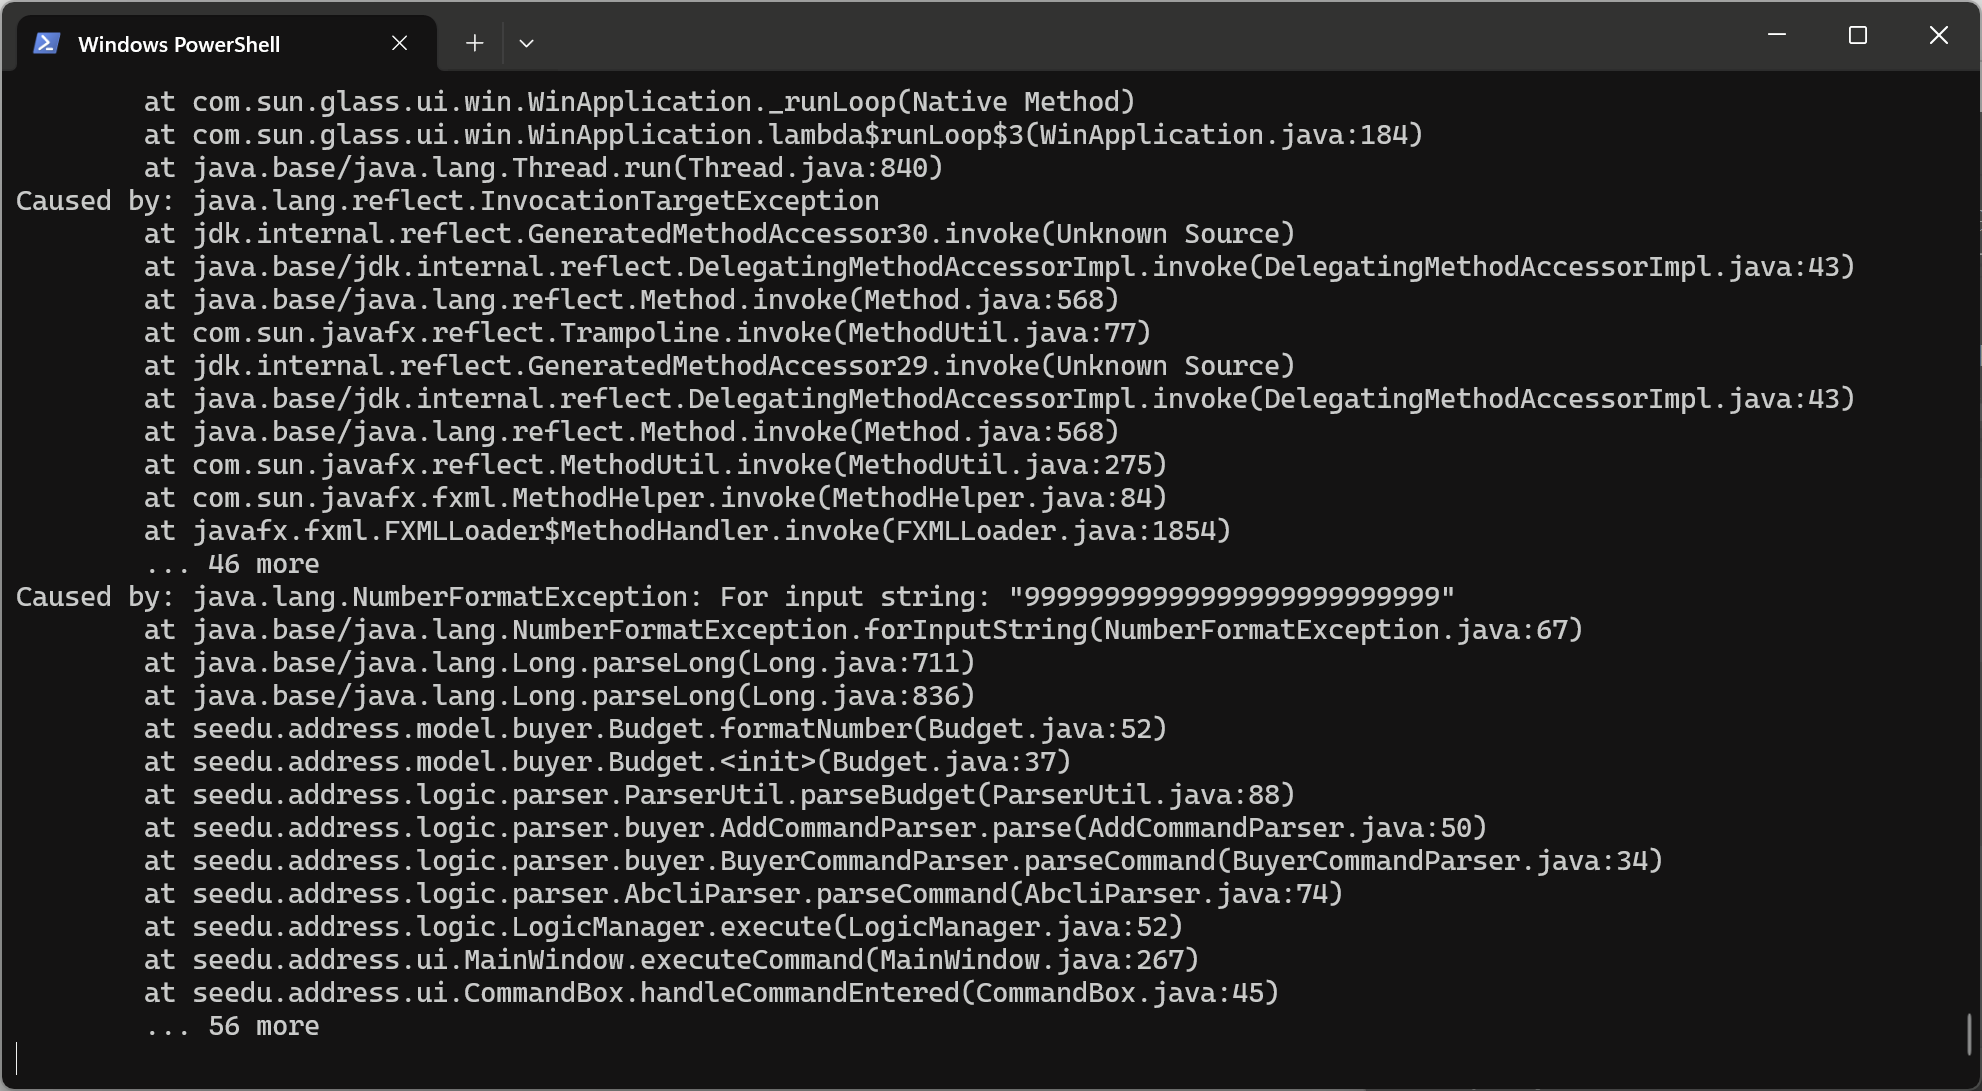 Windows PowerShell
at com.sun.glass.ui.win.WinApplication._runLoop(Native Method)
at com.sun.glass.ui.win.WinApplication.lambda$runLoop$3(WinApplication.java:184)
at java.base/java.lang.Thread.run(Thread.java:840)
Caused by: java.lang.reflect.InvocationTargetException
at jdk.internal.reflect.GeneratedMethodAccessor30.invoke(Unknown Source)
at java.base/jdk.internal.reflect.DelegatingMethodAccessorImpl.invoke(DelegatingMethodAccessorImpl.java:43)
at java.base/java.lang.reflect.Method.invoke(Method.java:568)
at com.sun.javafx.reflect.Trampoline.invoke(MethodUtil.java:77)
at jdk.internal.reflect.GeneratedMethodAccessor29.invoke(Unknown Source)
at java.base/jdk.internal.reflect.DelegatingMethodAccessorImpl.invoke(DelegatingMethodAccessorImpl.java:43)
at java.base/java.lang.reflect.Method.invoke(Method.java:568)
at com.sun.javafx.reflect.MethodUtil.invoke(MethodUtil.java:275)
at com.sun.javafx.fxml.MethodHelper.invoke(MethodHelper.java:84)
at javafx.fxml.FXMLLoader$MethodHandler.invoke(FXMLLoader.java:1854)
... 46 more
Caused by: java.lang.NumberFormatException: For input string: "99999999999999999999999999"
at java.base/java.lang.NumberFormatException.forInputString(NumberFormatException.java:67)
at java.base/java.lang.Long.parseLong(Long.java:711)
at java.base/java.lang.Long.parseLong(Long.java:836)
at seedu.address.model.buyer.Budget.formatNumber(Budget.java:52)
at seedu.address.model.buyer.Budget.<init>(Budget.java:37)
at seedu.address.logic.parser.ParserUtil.parseBudget(ParserUtil.java:88)
at seedu.address.logic.parser.buyer.AddCommandParser.parse(AddCommandParser.java:50)
at seedu.address.logic.parser.buyer.BuyerCommandParser.parseCommand(BuyerCommandParser.java:34)
at seedu.address.logic.parser.AbcliParser.parseCommand(AbcliParser.java:74)
at seedu.address.logic.LogicManager.execute(LogicManager.java:52)
at seedu.address.ui.MainWindow.executeCommand(MainWindow.java:267)
at seedu.address.ui.CommandBox.handleCommandEntered(CommandBox.java:45)
... 56 more